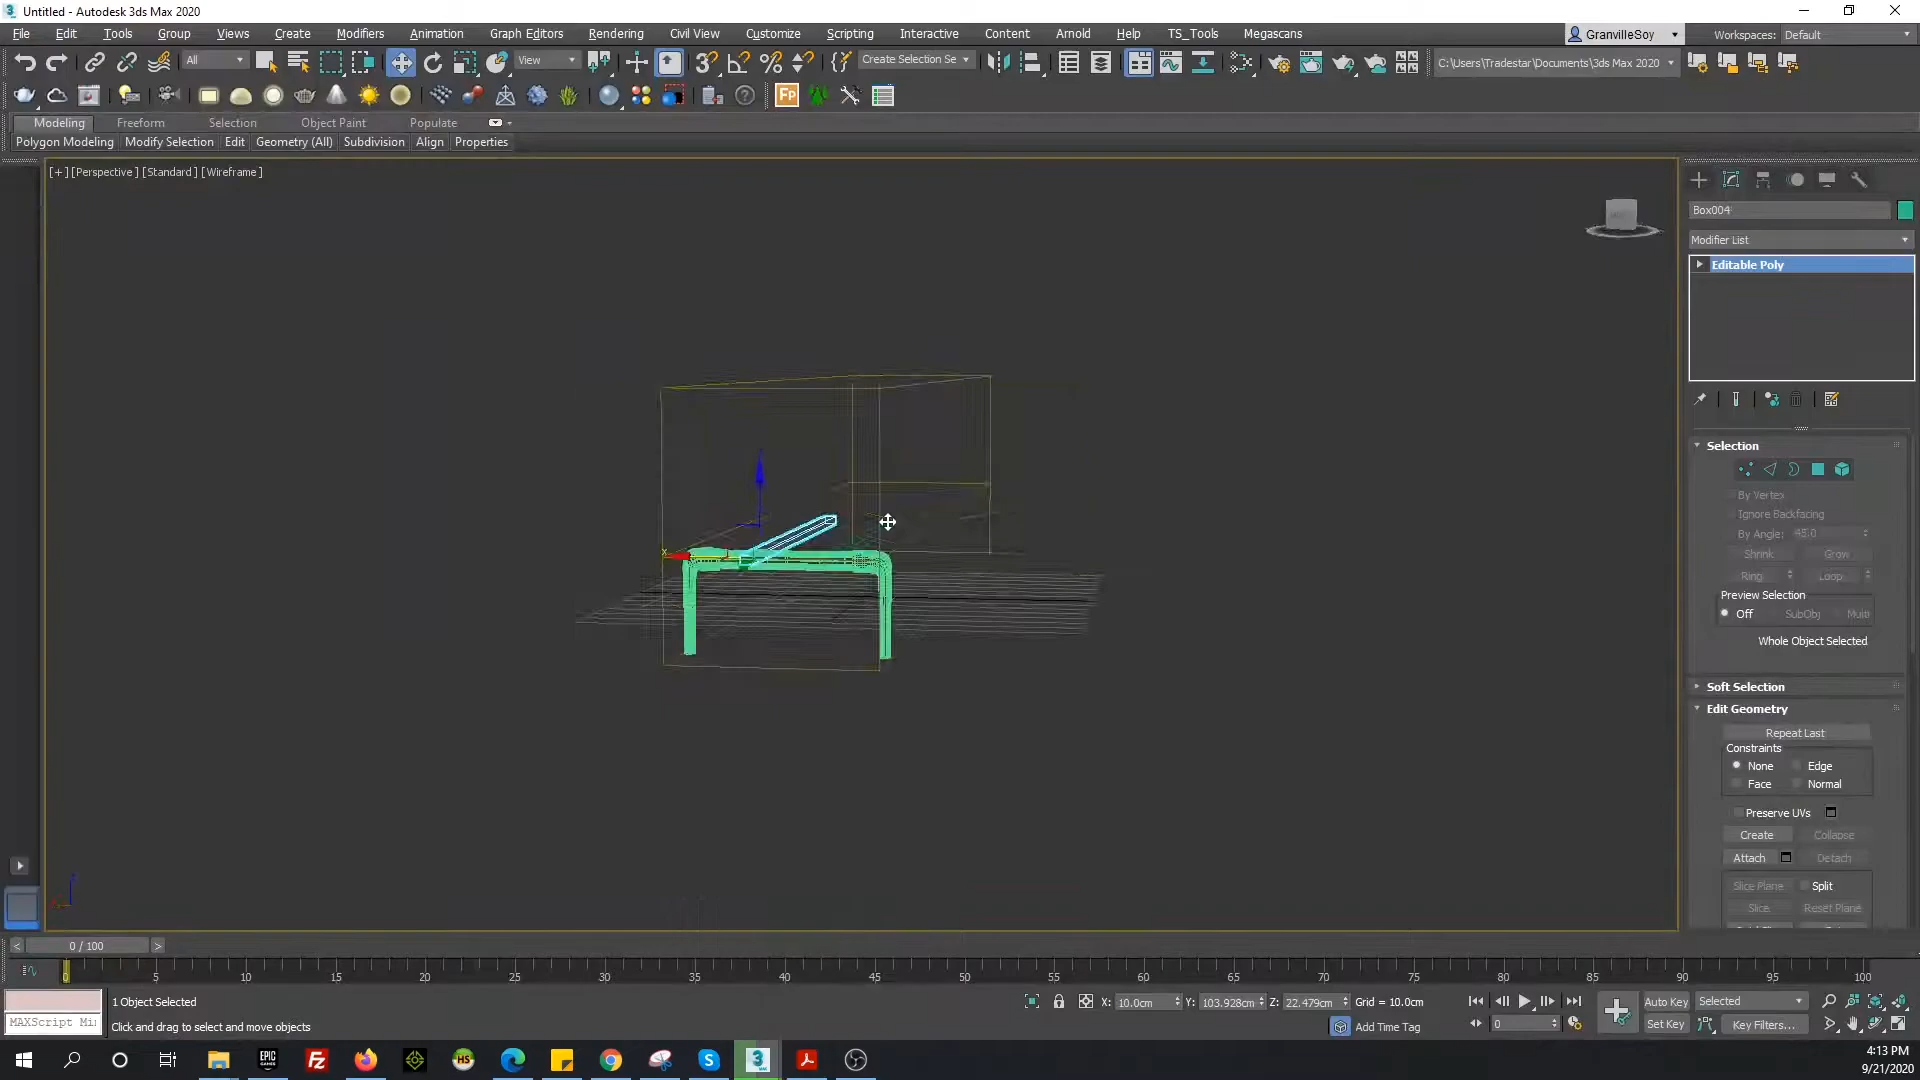 Untitled - Autodesk 3ds Max 2020
File Edit Tools Group Views Create Modifiers Animation Graph Editors Rendering Civil View Customize Scripting Interactive Content Arnold Help TS_Tools Megascans GranvilleSoy Workspaces: Default
All View Create Selection Se C:\Users\Tradestar\Documents\3ds Max 2020
Fp
Modeling Freeform Selection Object Paint Populate
Polygon Modeling Modify Selection Edit Geometry (All) Subdivision Align Properties
[+] [Perspective ] [Standard ] [Wireframe ]
Box004
Modifier List
Editable Poly
Selection
By Vertex
Ignore Backfacing
By Angle: 45.0
Shrink Grow
Ring Loop
Preview Selection
Off SubObj Multi
Whole Object Selected
Soft Selection
Edit Geometry
Repeat Last
Constraints
None Edge
Face Normal
Preserve UVs
Create Collapse
Attach Detach
Slice Plane Split
Slice Reset Plane
x
z
0 / 100
0 5 10 15 20 25 30 35 40 45 50 55 60 65 70 75 80 85 90 95 100
1 Object Selected X: 10.0cm Y: 103.928cm Z: 22.479cm Grid = 10.0cm Auto Key Selected
MAXScript Mi Click and drag to select and move objects Add Time Tag 0 Set Key Key Filters...
4:13 PM
9/21/2020